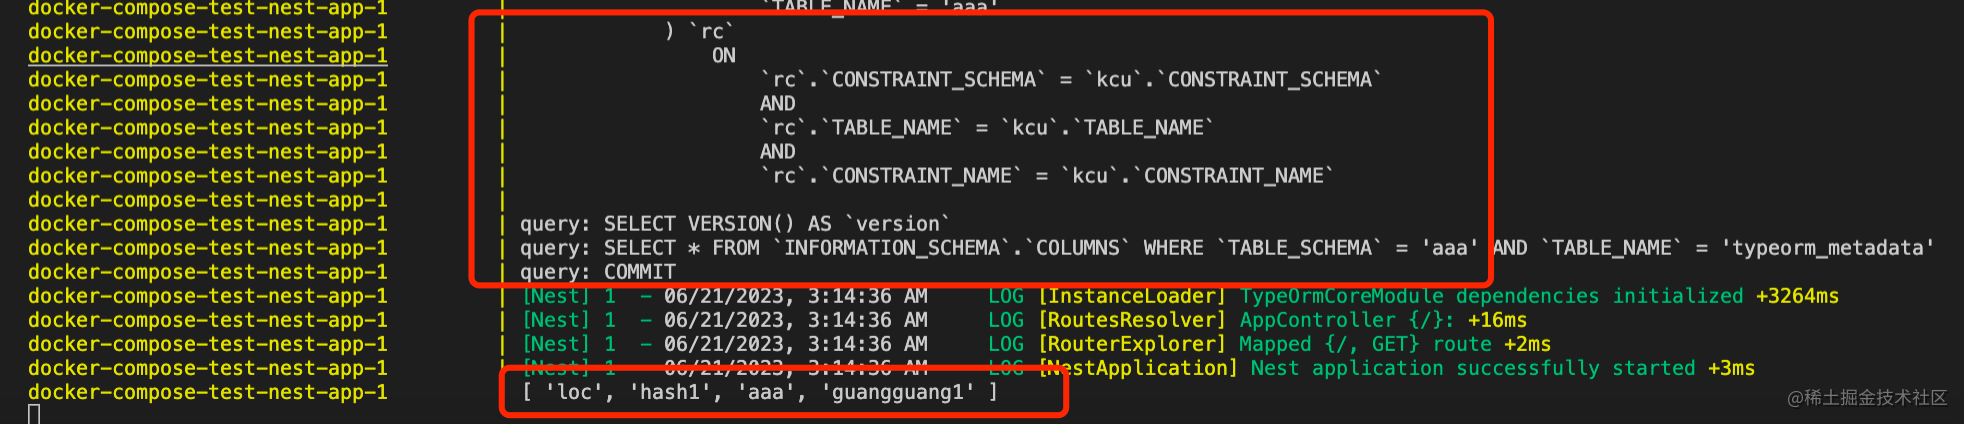 docker-compose-test-nest-app-1 | `TABLE_NAME` = 'aaa'
docker-compose-test-nest-app-1 | ) `rc`
docker-compose-test-nest-app-1 | ON
docker-compose-test-nest-app-1 | `rc`.`CONSTRAINT_SCHEMA` = `kcu`.`CONSTRAINT_SCHEMA`
docker-compose-test-nest-app-1 | AND
docker-compose-test-nest-app-1 | `rc`.`TABLE_NAME` = `kcu`.`TABLE_NAME`
docker-compose-test-nest-app-1 | AND
docker-compose-test-nest-app-1 | `rc`.`CONSTRAINT_NAME` = `kcu`.`CONSTRAINT_NAME`
docker-compose-test-nest-app-1 |
docker-compose-test-nest-app-1 | query: SELECT VERSION() AS `version`
docker-compose-test-nest-app-1 | query: SELECT * FROM `INFORMATION_SCHEMA`.`COLUMNS` WHERE `TABLE_SCHEMA` = 'aaa' AND `TABLE_NAME` = 'typeorm_metadata'
docker-compose-test-nest-app-1 | query: COMMIT
docker-compose-test-nest-app-1 | [Nest] 1  - 06/21/2023, 3:14:36 AM     LOG [InstanceLoader] TypeOrmCoreModule dependencies initialized +3264ms
docker-compose-test-nest-app-1 | [Nest] 1  - 06/21/2023, 3:14:36 AM     LOG [RoutesResolver] AppController {/}: +16ms
docker-compose-test-nest-app-1 | [Nest] 1  - 06/21/2023, 3:14:36 AM     LOG [RouterExplorer] Mapped {/, GET} route +2ms
docker-compose-test-nest-app-1 | [Nest] 1  - 06/21/2023, 3:14:36 AM     LOG [NestApplication] Nest application successfully started +3ms
docker-compose-test-nest-app-1 | [ 'loc', 'hash1', 'aaa', 'guangguang1' ]
@稀土掘金技术社区